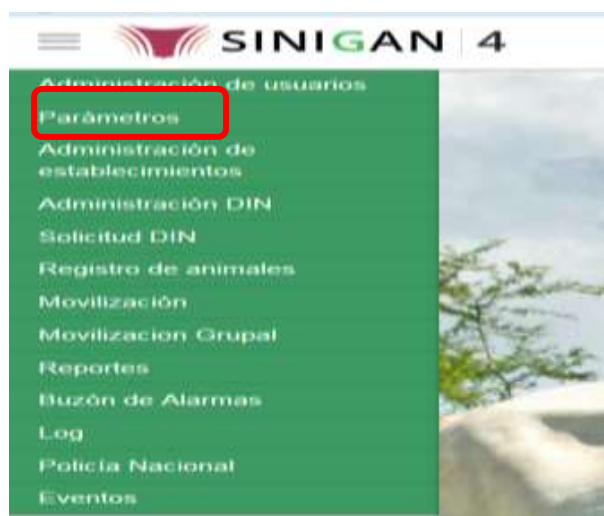 SINIGAN 4
Administración de usuarios
Parámetros
Administración de
establecimientos
Administración DIN
Solicitud DIN
Registro de animales
Movilización
Movilizacion Grupal
Reportes
Buzón de Alarmas
Log
Policía Nacional
Eventos